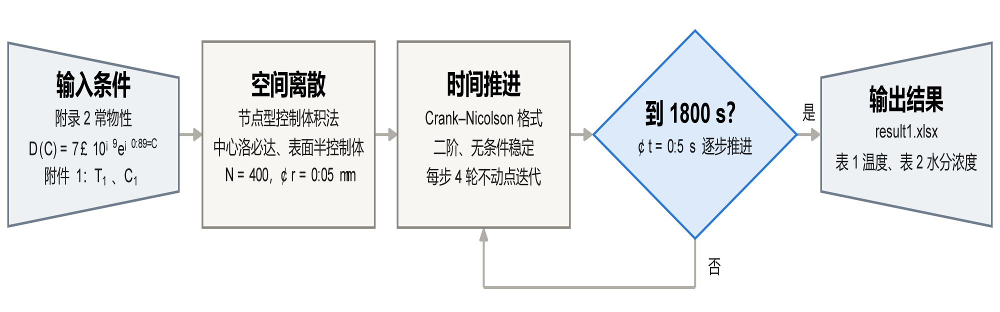 输入条件
附录 2 常物性
D(C) = 7£ 10ⁱ ⁹eⁱ ⁰:⁸⁹⁼ᶜ
附件 1: T₁ 、C₁
空间离散
节点型控制体积法
中心洛必达、表面半控制体
N = 400, ¢ r = 0:05 mm
时间推进
Crank–Nicolson 格式
二阶、无条件稳定
每步 4 轮不动点迭代
到 1800 s?
¢ t = 0:5 s 逐步推进
是
否
输出结果
result1.xlsx
表 1 温度、表 2 水分浓度